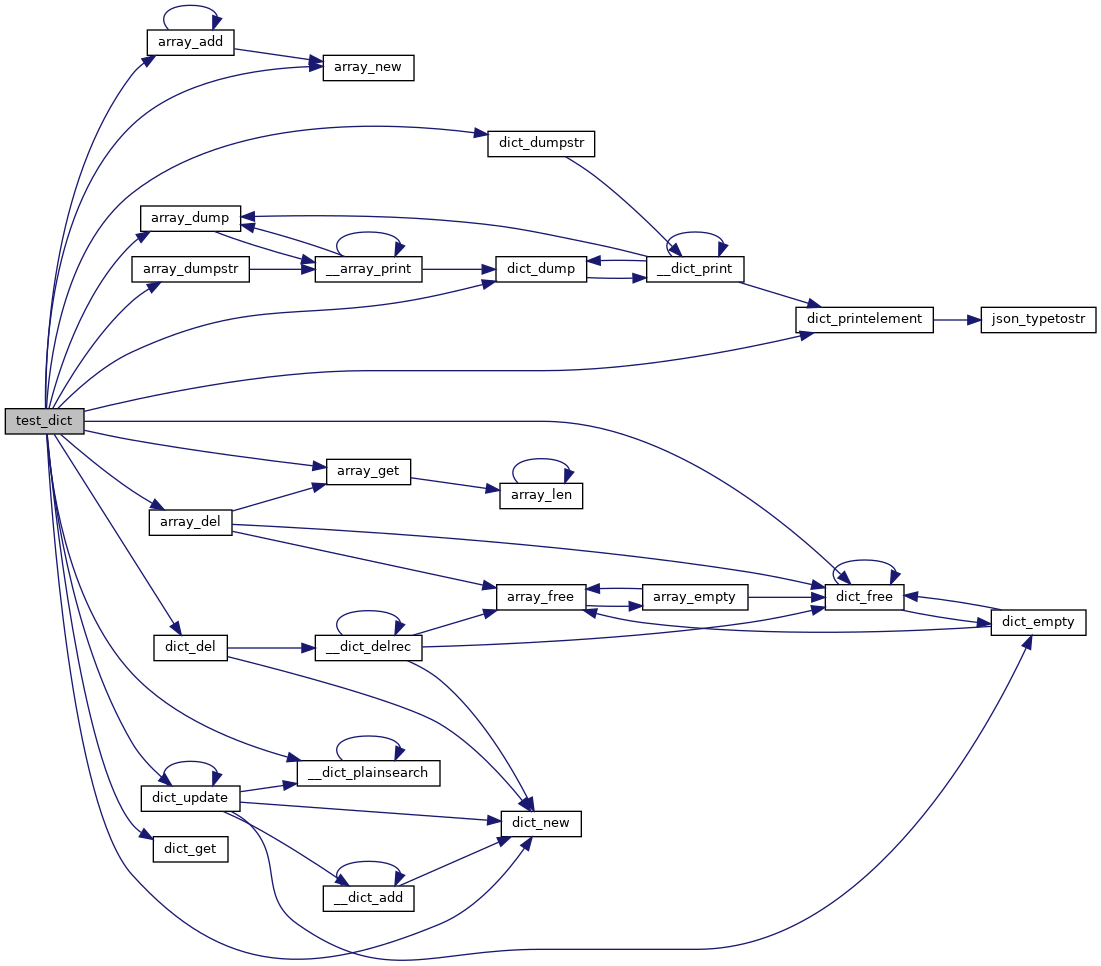 array_add
array_new
dict_dumpstr
array_dump
array_dumpstr
__array_print
dict_dump
__dict_print
dict_printelement
json_typetostr
test_dict
array_get
array_len
array_del
array_free
array_empty
dict_free
dict_empty
dict_del
__dict_delrec
__dict_plainsearch
dict_update
dict_new
dict_get
__dict_add